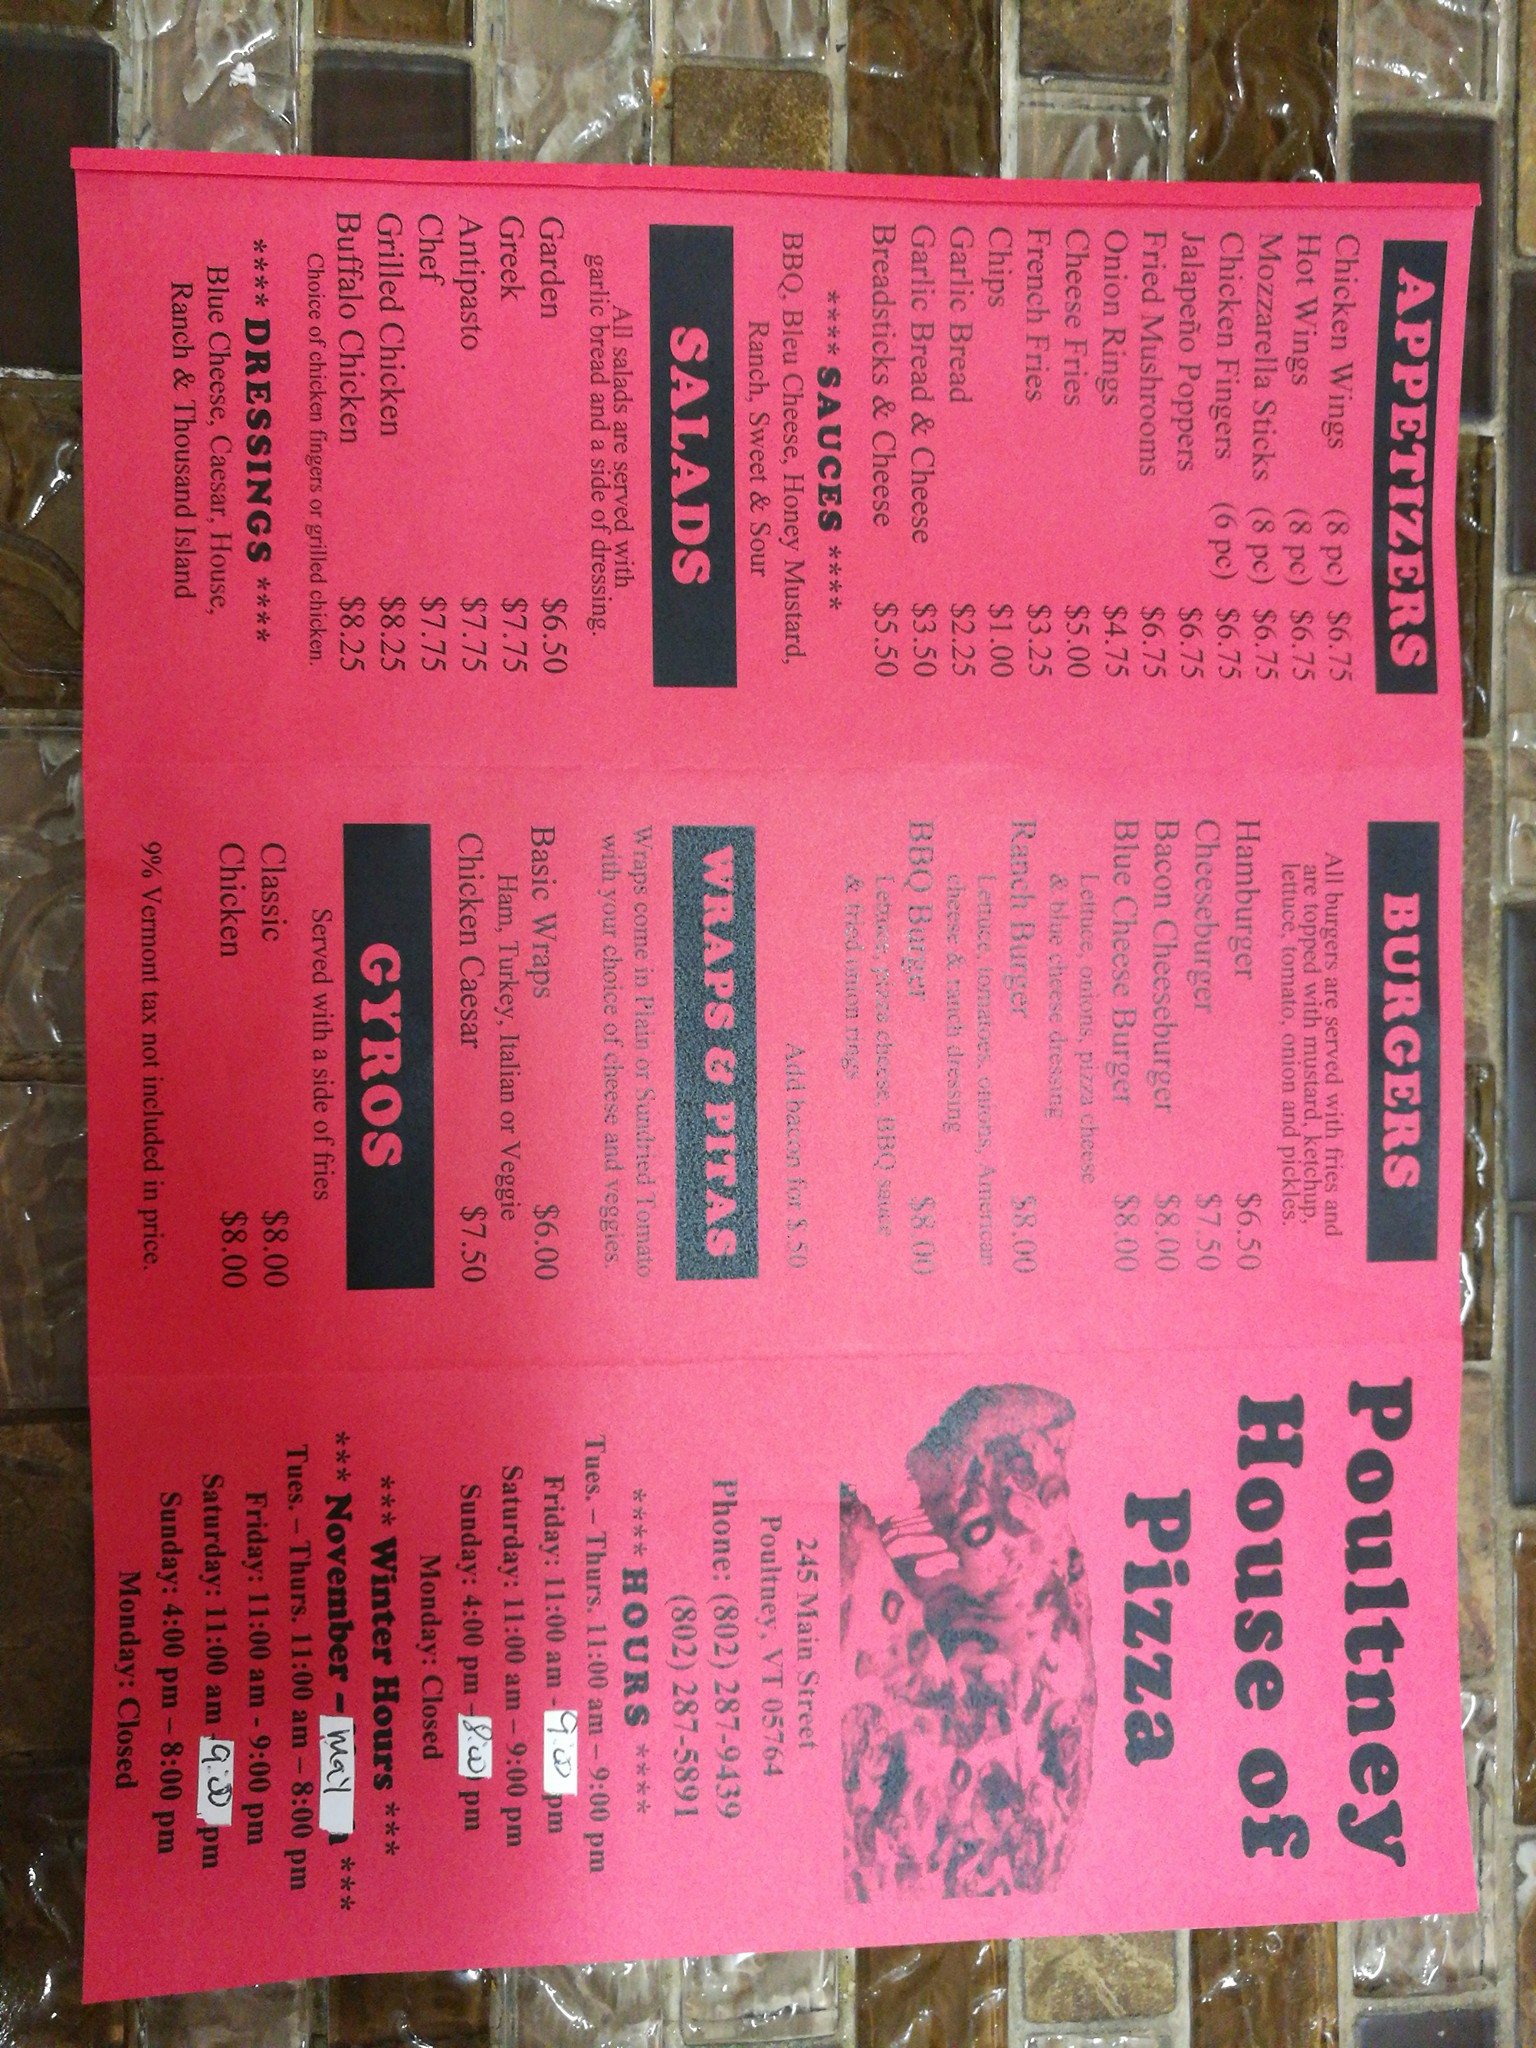 APPETIZERS
Chicken Wings (8 pc) $6.75
Hot Wings (8 pc) $6.75
Mozzarella Sticks (8 pc) $6.75
Chicken Fingers (6 pc) $6.75
Jalapeño Poppers $6.75
Fried Mushrooms $6.75
Onion Rings $4.75
Cheese Fries $5.00
French Fries $3.25
Chips $1.00
Garlic Bread $2.25
Garlic Bread & Cheese $3.50
Breadsticks & Cheese $5.50
**** SAUCES ****
BBQ, Bleu Cheese, Honey Mustard,
Ranch, Sweet & Sour
SALADS
All salads are served with
garlic bread and a side of dressing.
Garden $6.50
Greek $7.75
Antipasto $7.75
Chef $7.75
Grilled Chicken $8.25
Buffalo Chicken $8.25
Choice of chicken fingers or grilled chicken.
**** DRESSINGS ****
Blue Cheese, Caesar, House,
Ranch & Thousand Island
BURGERS
All burgers are served with fries and
are topped with mustard, ketchup,
lettuce, tomato, onion and pickles.
Hamburger $6.50
Cheeseburger $7.50
Bacon Cheeseburger $8.00
Blue Cheese Burger $8.00
Lettuce, onions, pizza cheese
& blue cheese dressing
Ranch Burger $8.00
Lettuce, tomatoes, onions, American
cheese & ranch dressing
BBQ Burger $8.00
Lettuce, pizza cheese, BBQ sauce
& fried onion rings
Add bacon for $.50
WRAPS & PITAS
Wraps come in Plain or Sundried Tomato
with your choice of cheese and veggies.
Basic Wraps $6.00
Ham, Turkey, Italian or Veggie
Chicken Caesar $7.50
GYROS
Served with a side of fries
Classic $8.00
Chicken $8.00
9% Vermont tax not included in price.
Poultney
House of
Pizza
245 Main Street
Poultney, VT 05764
Phone: (802) 287-9439
(802) 287-5891
**** HOURS ****
Tues. – Thurs. 11:00 am – 9:00 pm
Friday: 11:00 am - 9:00 pm
Saturday: 11:00 am – 9:00 pm
Sunday: 4:00 pm – 8:00 pm
Monday: Closed
*** Winter Hours ***
*** November – may ***
Tues. – Thurs. 11:00 am – 8:00 pm
Friday: 11:00 am - 9:00 pm
Saturday: 11:00 am - 9:00 pm
Sunday: 4:00 pm – 8:00 pm
Monday: Closed